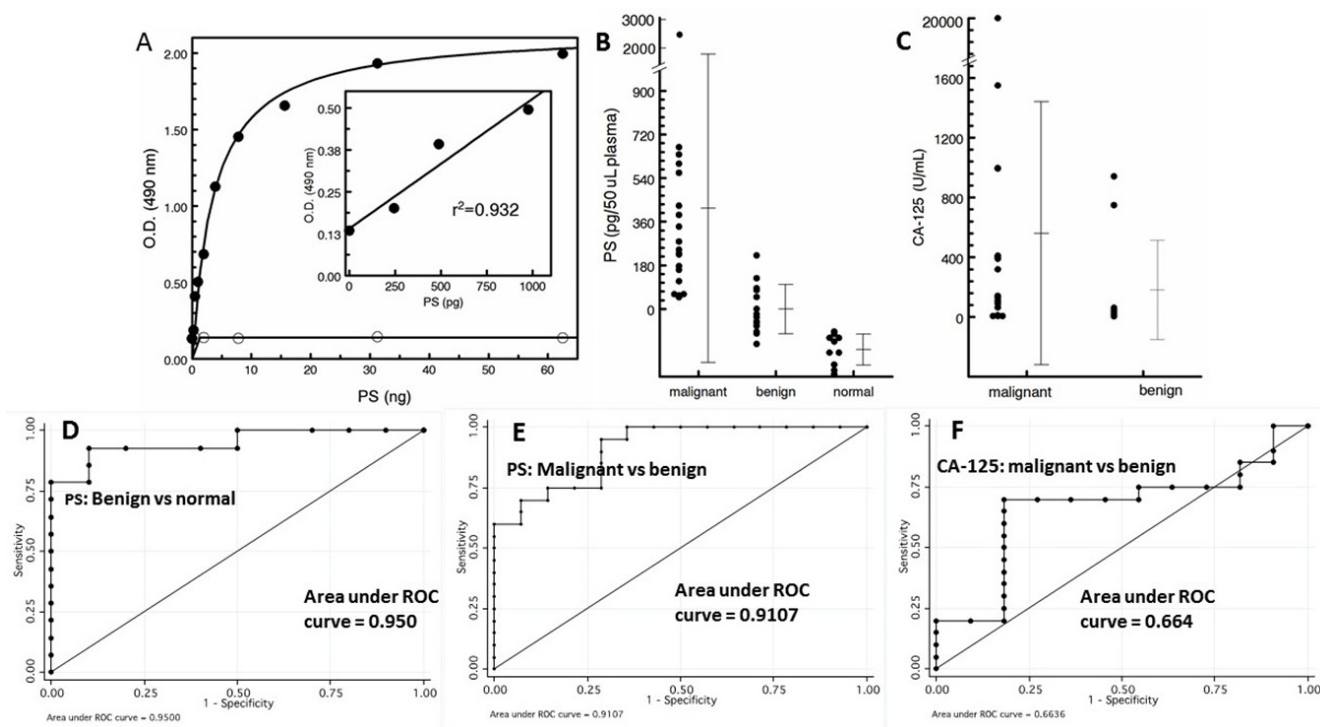 A
2.00
1.50
1.00
0.50
0.00
O.D. (490 nm)
0 10 20 30 40 50 60
PS (ng)
0.50
0.38
0.25
0.13
0.00
O.D. (490 nm)
r²=0.932
0 250 500 750 1000
PS (pg)
B
3000
2000
900
720
540
360
180
0
PS (pg/50 uL plasma)
malignant benign normal
C
20000
1600
1200
800
400
0
CA-125 (U/mL)
malignant benign
D
PS: Benign vs normal
Area under ROC
curve = 0.950
1.00
0.75
0.50
0.25
0.00
Sensitivity
0.00 0.25 0.50 0.75 1.00
1 - Specificity
Area under ROC curve = 0.9500
E
PS: Malignant vs benign
Area under ROC
curve = 0.9107
1.00
0.75
0.50
0.25
0.00
Sensitivity
0.00 0.25 0.50 0.75 1.00
1 - Specificity
Area under ROC curve = 0.9107
F
CA-125: malignant vs benign
Area under ROC
curve = 0.664
1.00
0.75
0.50
0.25
0.00
Sensitivity
0.00 0.25 0.50 0.75 1.00
1 - Specificity
Area under ROC curve = 0.6636